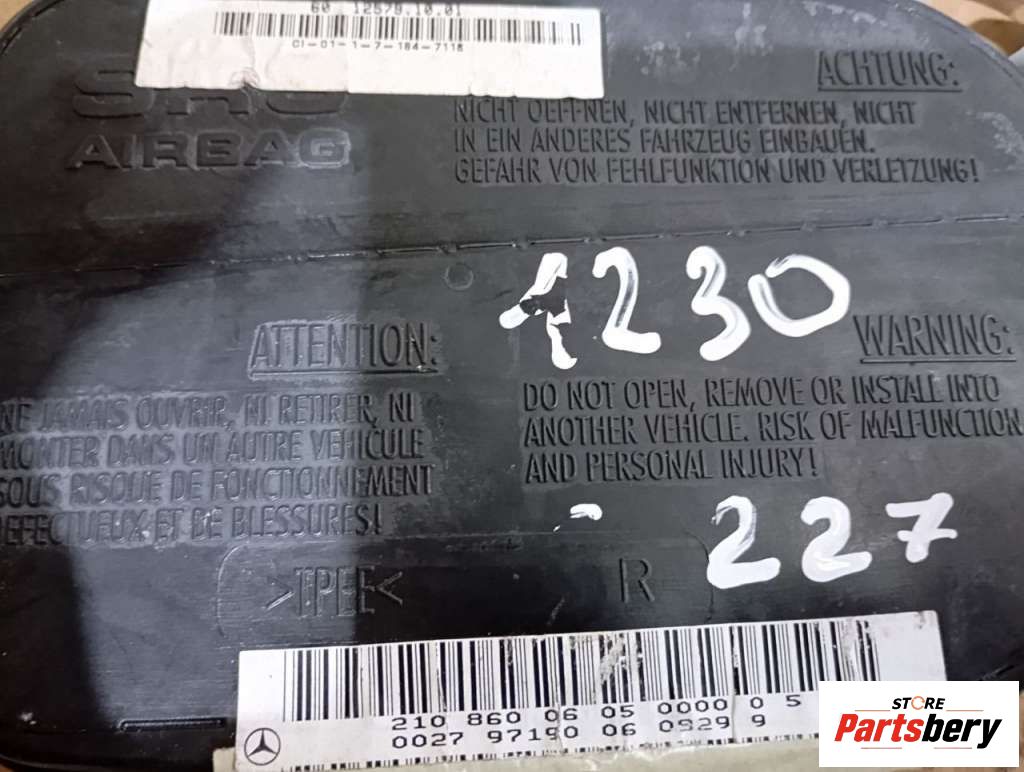 60 12579.10.01
CI-01-1-7-184-7118
SRS
AIRBAG
ACHTUNG:
NICHT OEFFNEN, NICHT ENTFERNEN, NICHT
IN EIN ANDERES FAHRZEUG EINBAUEN.
GEFAHR VON FEHLFUNKTION UND VERLETZUNG!
1230
ATTENTION:
NE JAMAIS OUVRIR, NI RETIRER, NI
MONTER DANS UN AUTRE VEHICULE
SOUS RISQUE DE FONCTIONNEMENT
DEFECTUEUX ET DE BLESSURES!
WARNING:
DO NOT OPEN, REMOVE OR INSTALL INTO
ANOTHER VEHICLE. RISK OF MALFUNCTION
AND PERSONAL INJURY!
- 227
>TPEE<
R
210 860 06 05 0000 0 5
0027 97190 06 08299
STORE
Partsbery